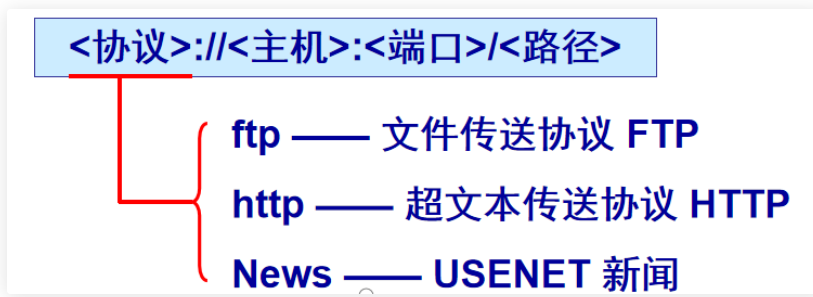 <协议>://<主机>:<端口>/<路径>
ftp —— 文件传送协议 FTP
http —— 超文本传送协议 HTTP
News —— USENET 新闻